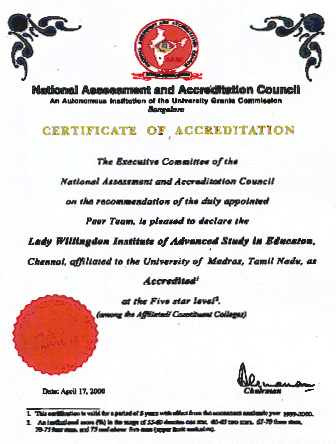 National Assessment and Accreditation Council
An Autonomous Institution of the University Grants Commission
Bangalore
CERTIFICATE OF ACCREDITATION
The Executive Committee of the
National Assessment and Accreditation Council
on the recommendation of the duly appointed
Peer Team, is pleased to declare the
Lady Willingdon Institute of Advanced Study in Educaton,
Chennai, affiliated to the University of Madras, Tamil Nadu, as
Accredited¹
at the Five star level².
(among the Affiliated/ Constituent Colleges)
Date: April 17, 2000
Chairman
1. This certification is valid for a period of 5 years with effect from the academic year 1999-2000.
2. An institutional score (%) in the range of 55-60 denotes one star, 60-65 two stars, 65-70 three stars,
70-75 four stars, and 75 and above five stars (upper limit exclusive).